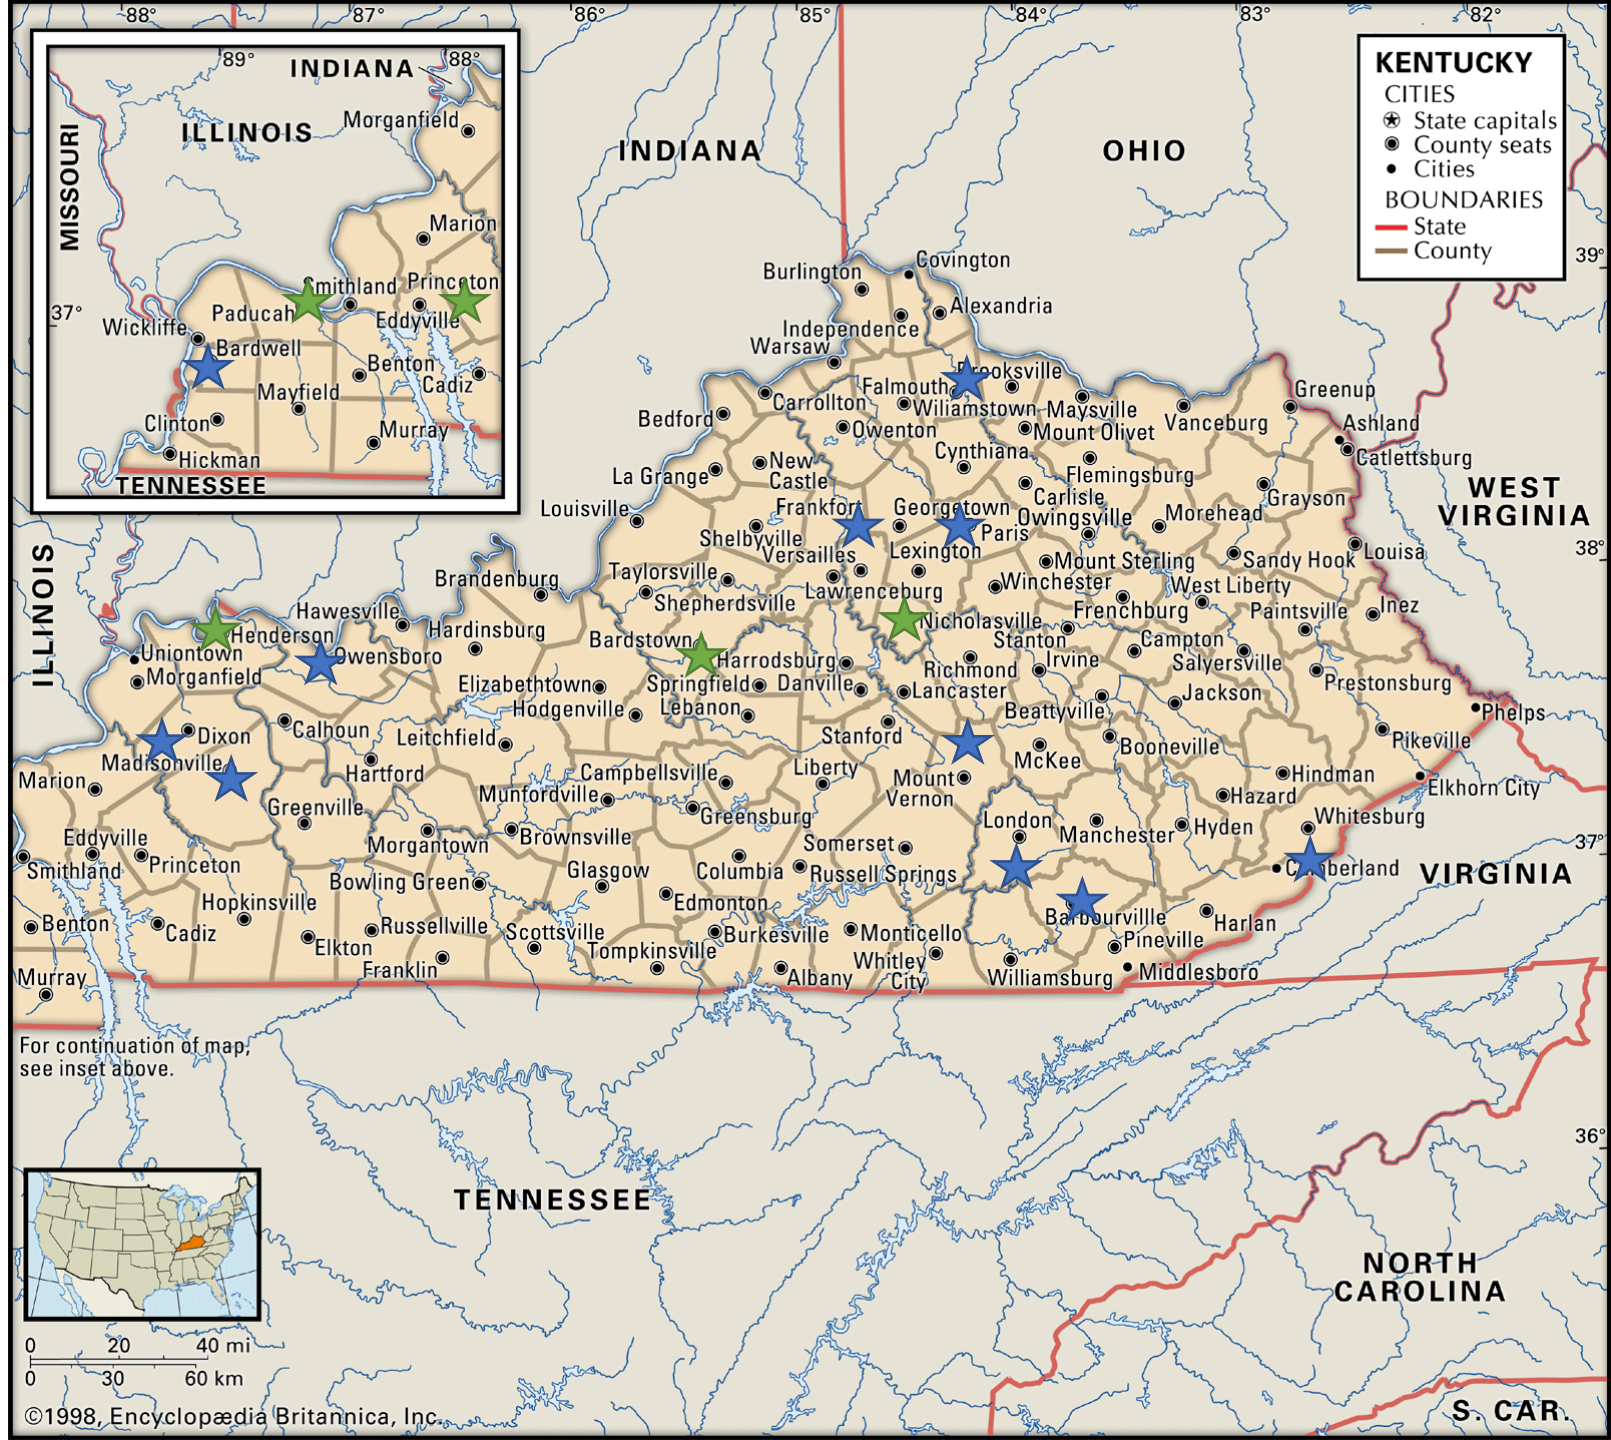 88°
87°
86°
85°
84°
83°
82°
89°
88°
INDIANA
ILLINOIS
MISSOURI
Morganfield
Marion
Smithland
Princeton
Paducah
Eddyville
37°
Wickliffe
Bardwell
Benton
Cadiz
Mayfield
Clinton
Murray
Hickman
TENNESSEE
INDIANA
OHIO
KENTUCKY
CITIES
State capitals
County seats
Cities
BOUNDARIES
State
County
39°
Covington
Burlington
Alexandria
Independence
Warsaw
Brooksville
Falmouth
Greenup
Carrollton
Wiliamstown
Maysville
Vanceburg
Bedford
Owenton
Mount Olivet
Ashland
Cynthiana
Catlettsburg
New
Castle
La Grange
Flemingsburg
Grayson
Carlisle
WEST
VIRGINIA
Louisville
Frankfort
Georgetown
Owingsville
Morehead
Shelbyville
Paris
Versailles
Lexington
38°
Louisa
Sandy Hook
Mount Sterling
Brandenburg
Taylorsville
Winchester
West Liberty
Lawrenceburg
Shepherdsville
Frenchburg
Paintsville
Inez
ILLINOIS
Hawesville
Henderson
Hardinsburg
Nicholasville
Stanton
Campton
Bardstown
Uniontown
Owensboro
Harrodsburg
Richmond
Irvine
Salyersville
Morganfield
Elizabethtown
Springfield
Danville
Lancaster
Jackson
Prestonsburg
Hodgenville
Lebanon
Beattyville
Phelps
Dixon
Calhoun
Leitchfield
Stanford
Booneville
Pikeville
Madisonville
Hartford
McKee
Marion
Campbellsville
Liberty
Mount
Vernon
Hindman
Elkhorn City
Munfordville
Hazard
Greenville
Greensburg
London
Whitesburg
Eddyville
Morgantown
Brownsville
Somerset
Manchester
Hyden
37°
Princeton
Smithland
Glasgow
Columbia
Russell Springs
Cumberland
VIRGINIA
Bowling Green
Hopkinsville
Edmonton
Barbourville
Harlan
Benton
Cadiz
Russellville
Scottsville
Burkesville
Monticello
Elkton
Pineville
Franklin
Tompkinsville
Whitley
City
Murray
Albany
Williamsburg
Middlesboro
For continuation of map,
see inset above.
36°
TENNESSEE
NORTH
CAROLINA
0 20 40 mi
0 30 60 km
©1998, Encyclopædia Britannica, Inc.
S. CAR.